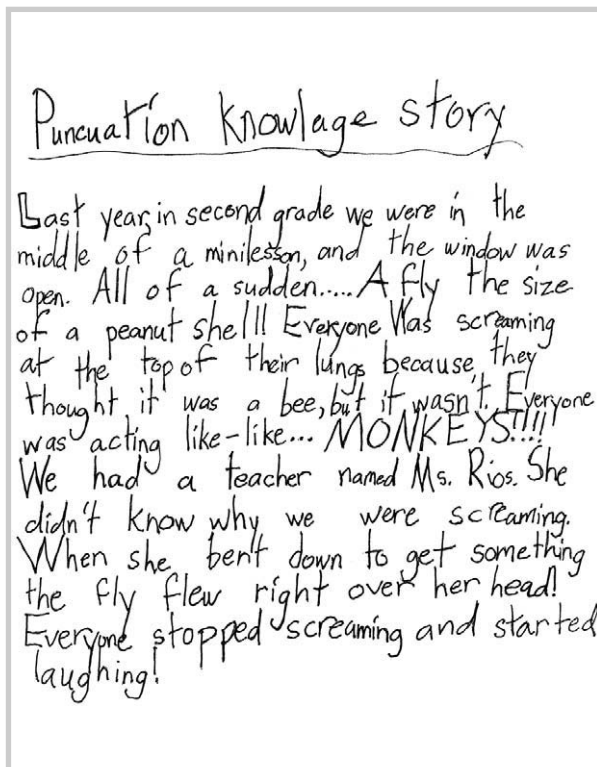 Puncuation Knowlage story
Last year, in second grade we were in the
middle of a minilesson, and the window was
open. All of a sudden..... A fly the size
of a peanut shell!! Everyone Was screaming
at the top of their lungs because they
thought it was a bee, but it wasn't. Everyone
was acting like-like... MONKEYS!!!!
We had a teacher named Ms. Rios. She
didn't know why we were screaming.
When she bent down to get something
the fly flew right over her head!
Everyone stopped screaming and started
laughing!